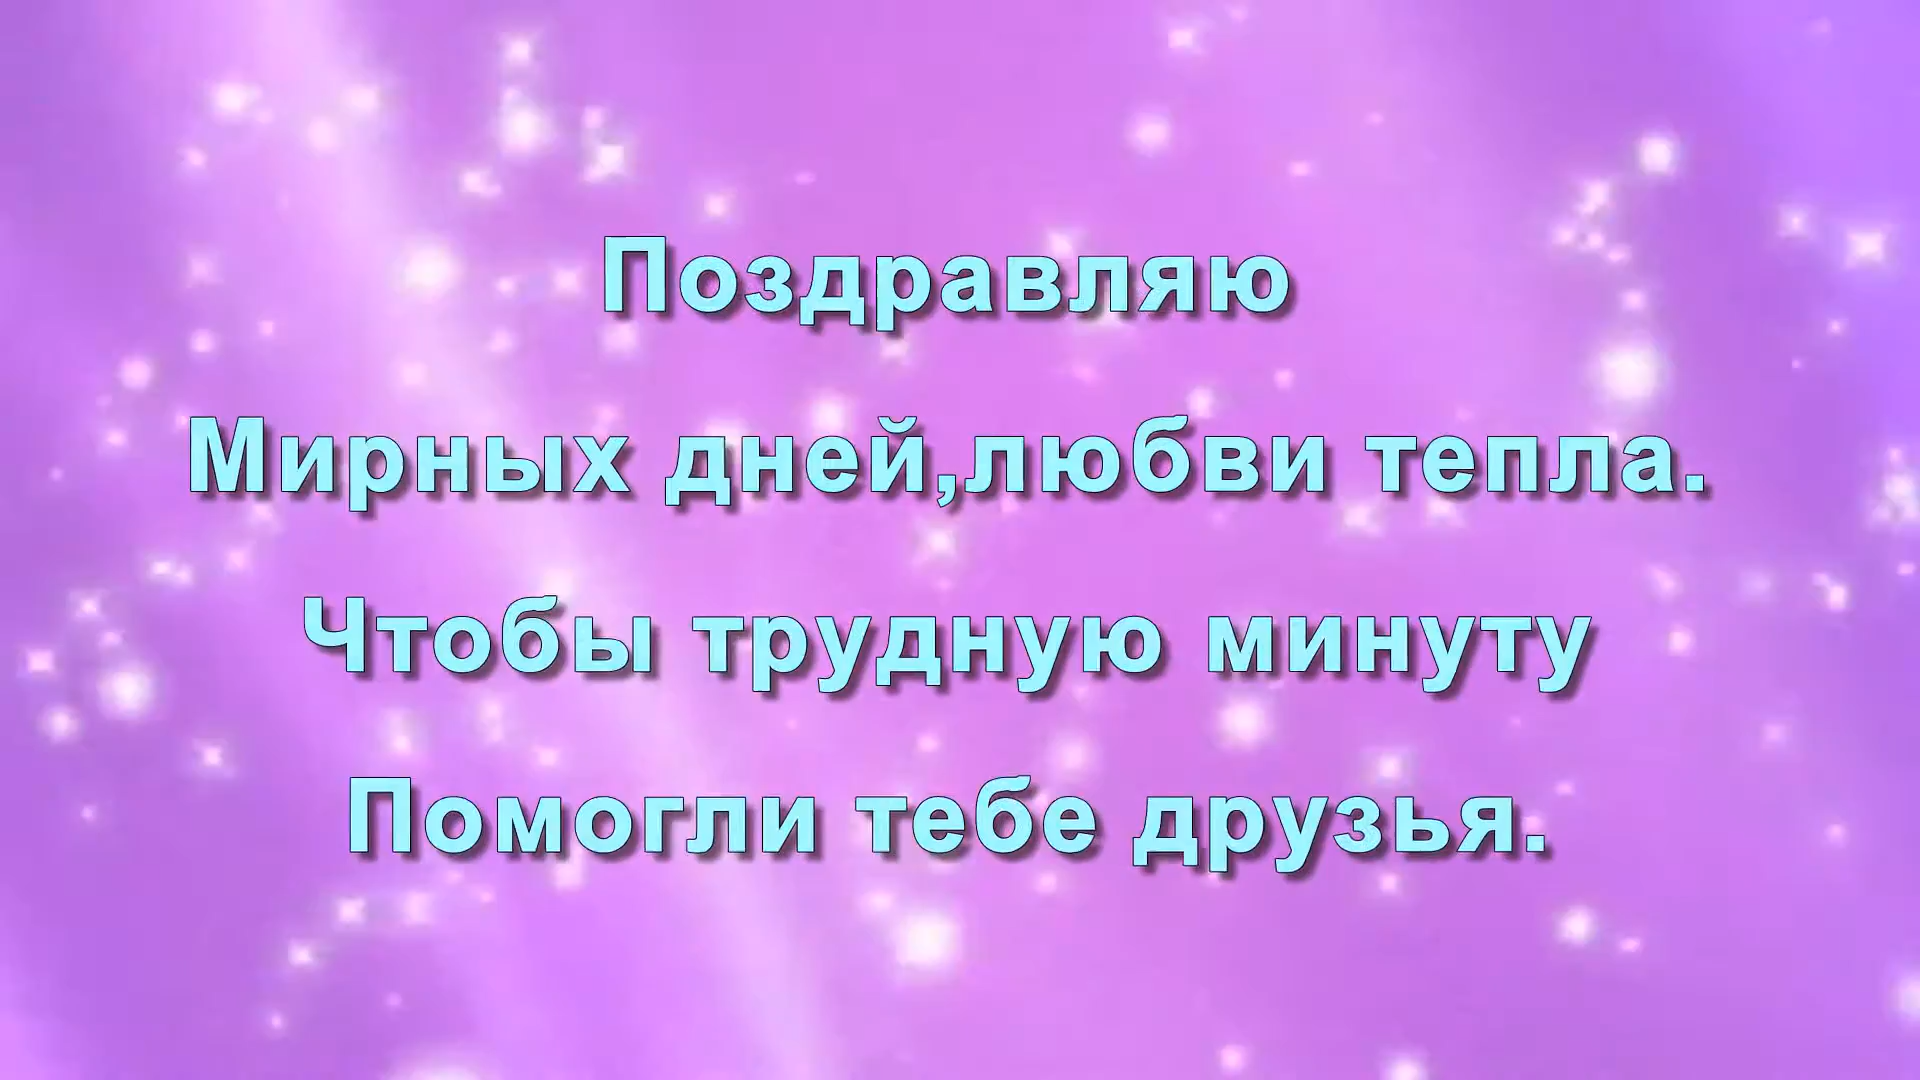 Поздравляю
Мирных дней,любви тепла.
Чтобы трудную минуту
Помогли тебе друзья.